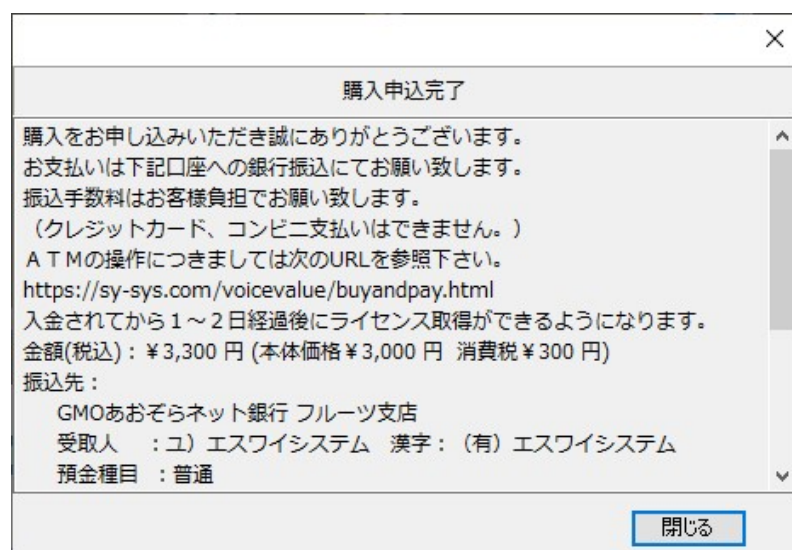 購入申込完了
購入をお申し込みいただき誠にありがとうございます。
お支払いは下記口座への銀行振込にてお願い致します。
振込手数料はお客様負担でお願い致します。
（クレジットカード、コンビニ支払いはできません。）
ＡＴＭの操作につきましては次のURLを参照下さい。
https://sy-sys.com/voicevalue/buyandpay.html
入金されてから１～２日経過後にライセンス取得ができるようになります。
金額(税込)：￥3,300 円 (本体価格￥3,000 円 消費税￥300 円)
振込先：
GMOあおぞらネット銀行 フルーツ支店
受取人　：ユ）エスワイシステム　漢字：（有）エスワイシステム
預金種目　：普通
閉じる